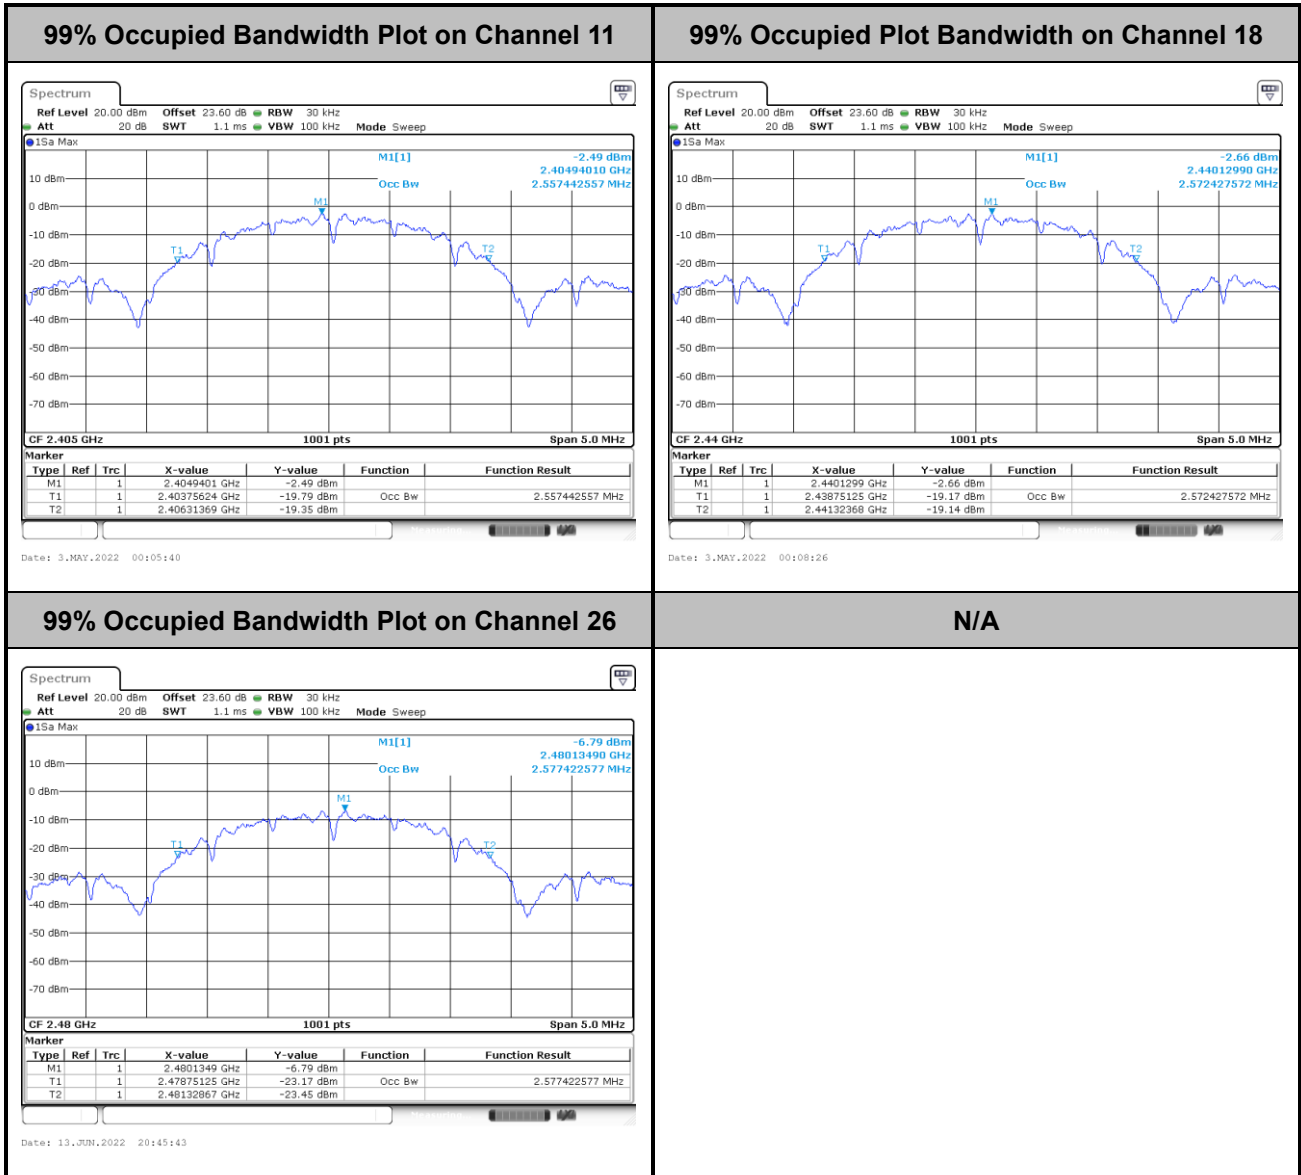 99% Occupied Bandwidth Plot on Channel 11
99% Occupied Plot Bandwidth on Channel 18
Spectrum
Ref Level 20.00 dBm Offset 23.60 dB RBW 30 kHz
Att 20 dB SWT 1.1 ms VBW 100 kHz Mode Sweep
1Sa Max
M1[1] -2.49 dBm
2.40494010 GHz
Occ Bw 2.557442557 MHz
10 dBm
0 dBm
-10 dBm
-20 dBm
-30 dBm
-40 dBm
-50 dBm
-60 dBm
-70 dBm
M1
T1
T2
CF 2.405 GHz 1001 pts Span 5.0 MHz
Marker
Type Ref Trc X-value Y-value Function Function Result
M1 1 2.4049401 GHz -2.49 dBm
T1 1 2.40375624 GHz -19.79 dBm Occ Bw 2.557442557 MHz
T2 1 2.40631369 GHz -19.35 dBm
Measuring...
Date: 3.MAY.2022 00:05:40
Spectrum
Ref Level 20.00 dBm Offset 23.60 dB RBW 30 kHz
Att 20 dB SWT 1.1 ms VBW 100 kHz Mode Sweep
1Sa Max
M1[1] -2.66 dBm
2.44012990 GHz
Occ Bw 2.572427572 MHz
10 dBm
0 dBm
-10 dBm
-20 dBm
-30 dBm
-40 dBm
-50 dBm
-60 dBm
-70 dBm
M1
T1
T2
CF 2.44 GHz 1001 pts Span 5.0 MHz
Marker
Type Ref Trc X-value Y-value Function Function Result
M1 1 2.4401299 GHz -2.66 dBm
T1 1 2.43875125 GHz -19.17 dBm Occ Bw 2.572427572 MHz
T2 1 2.44132368 GHz -19.14 dBm
Measuring...
Date: 3.MAY.2022 00:08:26
99% Occupied Bandwidth Plot on Channel 26
N/A
Spectrum
Ref Level 20.00 dBm Offset 23.60 dB RBW 30 kHz
Att 20 dB SWT 1.1 ms VBW 100 kHz Mode Sweep
1Sa Max
M1[1] -6.79 dBm
2.48013490 GHz
Occ Bw 2.577422577 MHz
10 dBm
0 dBm
-10 dBm
-20 dBm
-30 dBm
-40 dBm
-50 dBm
-60 dBm
-70 dBm
M1
T1
T2
CF 2.48 GHz 1001 pts Span 5.0 MHz
Marker
Type Ref Trc X-value Y-value Function Function Result
M1 1 2.4801349 GHz -6.79 dBm
T1 1 2.47875125 GHz -23.17 dBm Occ Bw 2.577422577 MHz
T2 1 2.48132867 GHz -23.45 dBm
Measuring...
Date: 13.JUN.2022 20:45:43